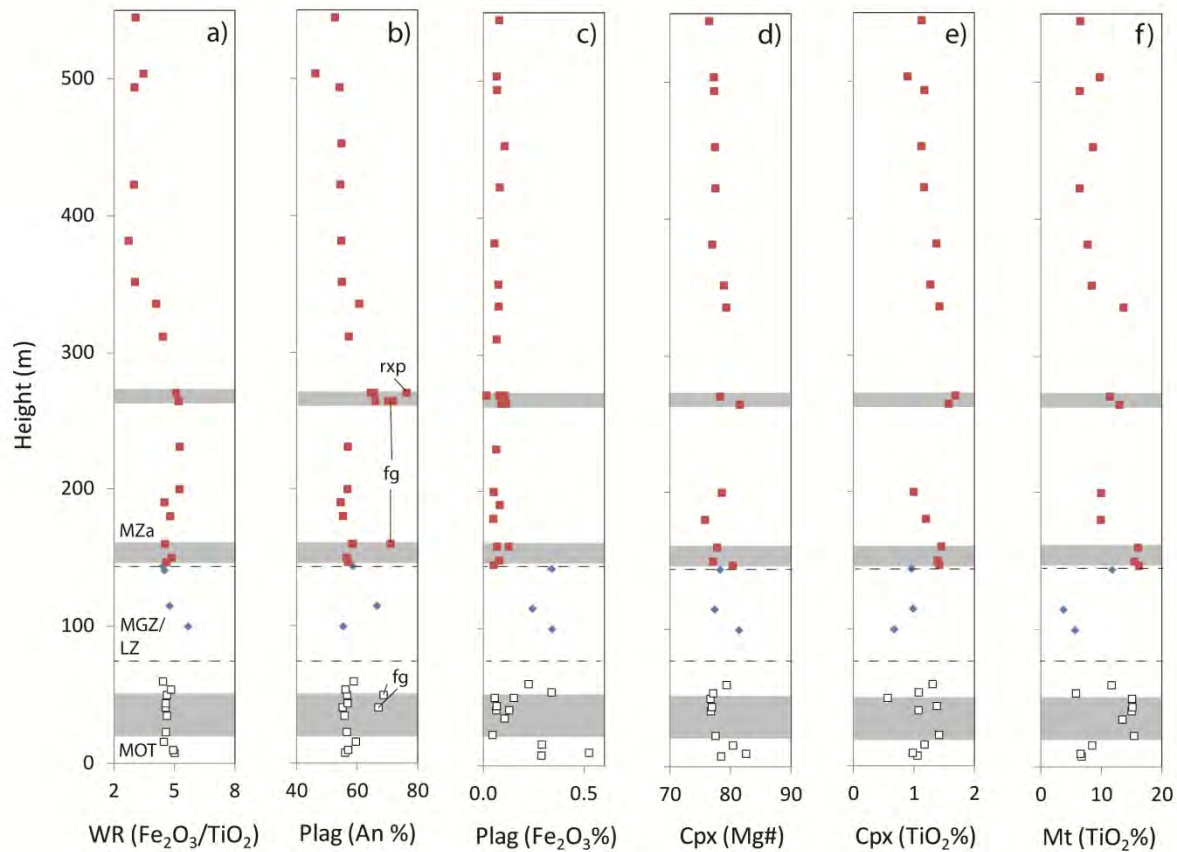 a) b) c) d) e) f)
500
400
300
rxp
200
fg
MZa
100
MGZ/
LZ
fg
MOT
0
Height (m)
2 5 8 40 60 80 0.0 0.5 70 80 90 0 1 2 0 10 20
WR (Fe₂O₃/TiO₂) Plag (An %) Plag (Fe₂O₃%) Cpx (Mg#) Cpx (TiO₂%) Mt (TiO₂%)